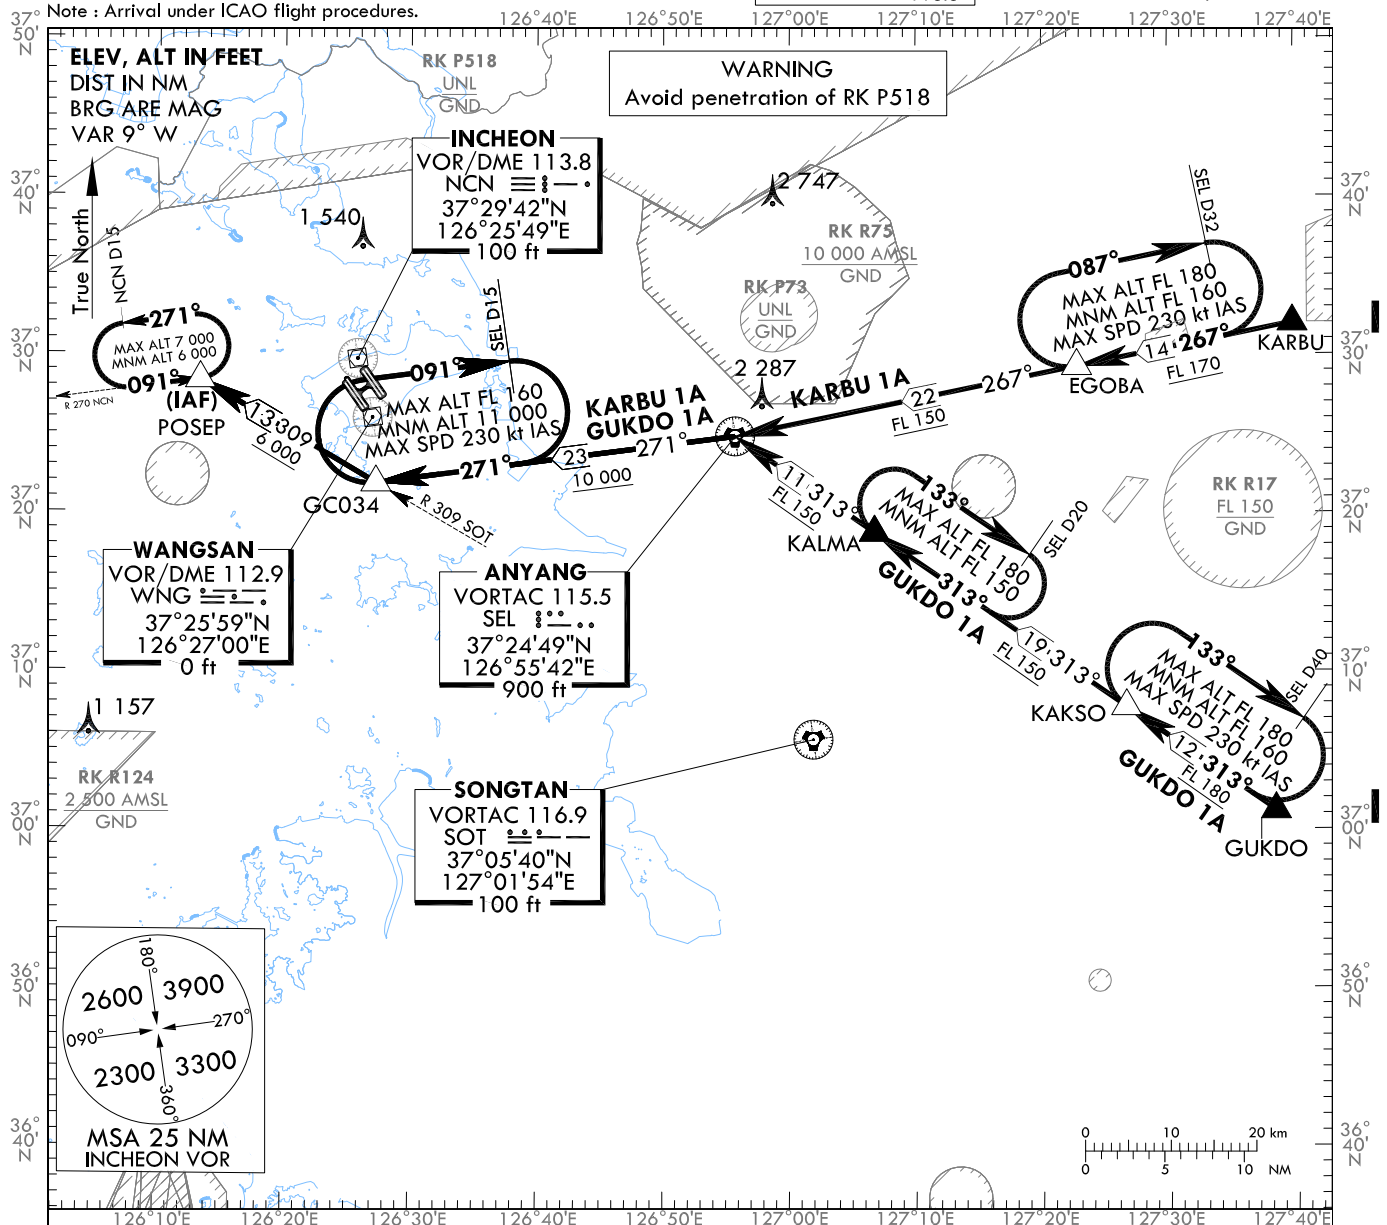 Note : Arrival under ICAO flight procedures.
126°40'E
126°50'E
127°00'E
127°10'E
127°20'E
127°30'E
127°40'E
37°
50'
N
ELEV, ALT IN FEET
DIST IN NM
BRG ARE MAG
VAR 9° W
True North
RK P518
UNL
GND
WARNING
Avoid penetration of RK P518
37°
50'
N
INCHEON
VOR/DME 113.8
NCN
37°29'42"N
126°25'49"E
100 ft
37°
40'
N
1 540
2 747
RK R75
10 000 AMSL
GND
RK P73
UNL
GND
SEL D32
087°
MAX ALT FL 180
MNM ALT FL 160
MAX SPD 230 kt IAS
37°
40'
N
NCN D15
271°
MAX ALT 7 000
MNM ALT 6 000
091°
R 270 NCN
(IAF)
POSEP
37°
30'
N
SEL D15
091°
MAX ALT FL 160
MNM ALT 11 000
MAX SPD 230 kt IAS
271°
13
309
6 000
GC034
R 309 SOT
2 287
KARBU 1A
GUKDO 1A
271°
23
10 000
KARBU 1A
267°
22
FL 150
EGOBA
14
267°
FL 170
KARBU
37°
30'
N
37°
20'
N
11
313°
FL 150
KALMA
133°
MAX ALT FL 180
MNM ALT FL 150
313°
SEL D20
GUKDO 1A
RK R17
FL 150
GND
37°
20'
N
WANGSAN
VOR/DME 112.9
WNG
37°25'59"N
126°27'00"E
0 ft
ANYANG
VORTAC 115.5
SEL
37°24'49"N
126°55'42"E
900 ft
19
313°
FL 150
KAKSO
133°
MAX ALT FL 180
MNM ALT FL 160
MAX SPD 230 kt IAS
SEL D40
12
313°
FL 180
GUKDO 1A
GUKDO
37°
10'
N
37°
10'
N
1 157
RK R124
2 500 AMSL
GND
SONGTAN
VORTAC 116.9
SOT
37°05'40"N
127°01'54"E
100 ft
37°
00'
N
37°
00'
N
180°
2600
3900
090°
270°
2300
3300
360°
MSA 25 NM
INCHEON VOR
36°
50'
N
36°
50'
N
36°
40'
N
0 10 20 km
0 5 10 NM
36°
40'
N
126°10'E
126°20'E
126°30'E
126°40'E
126°50'E
127°00'E
127°10'E
127°20'E
127°30'E
127°40'E